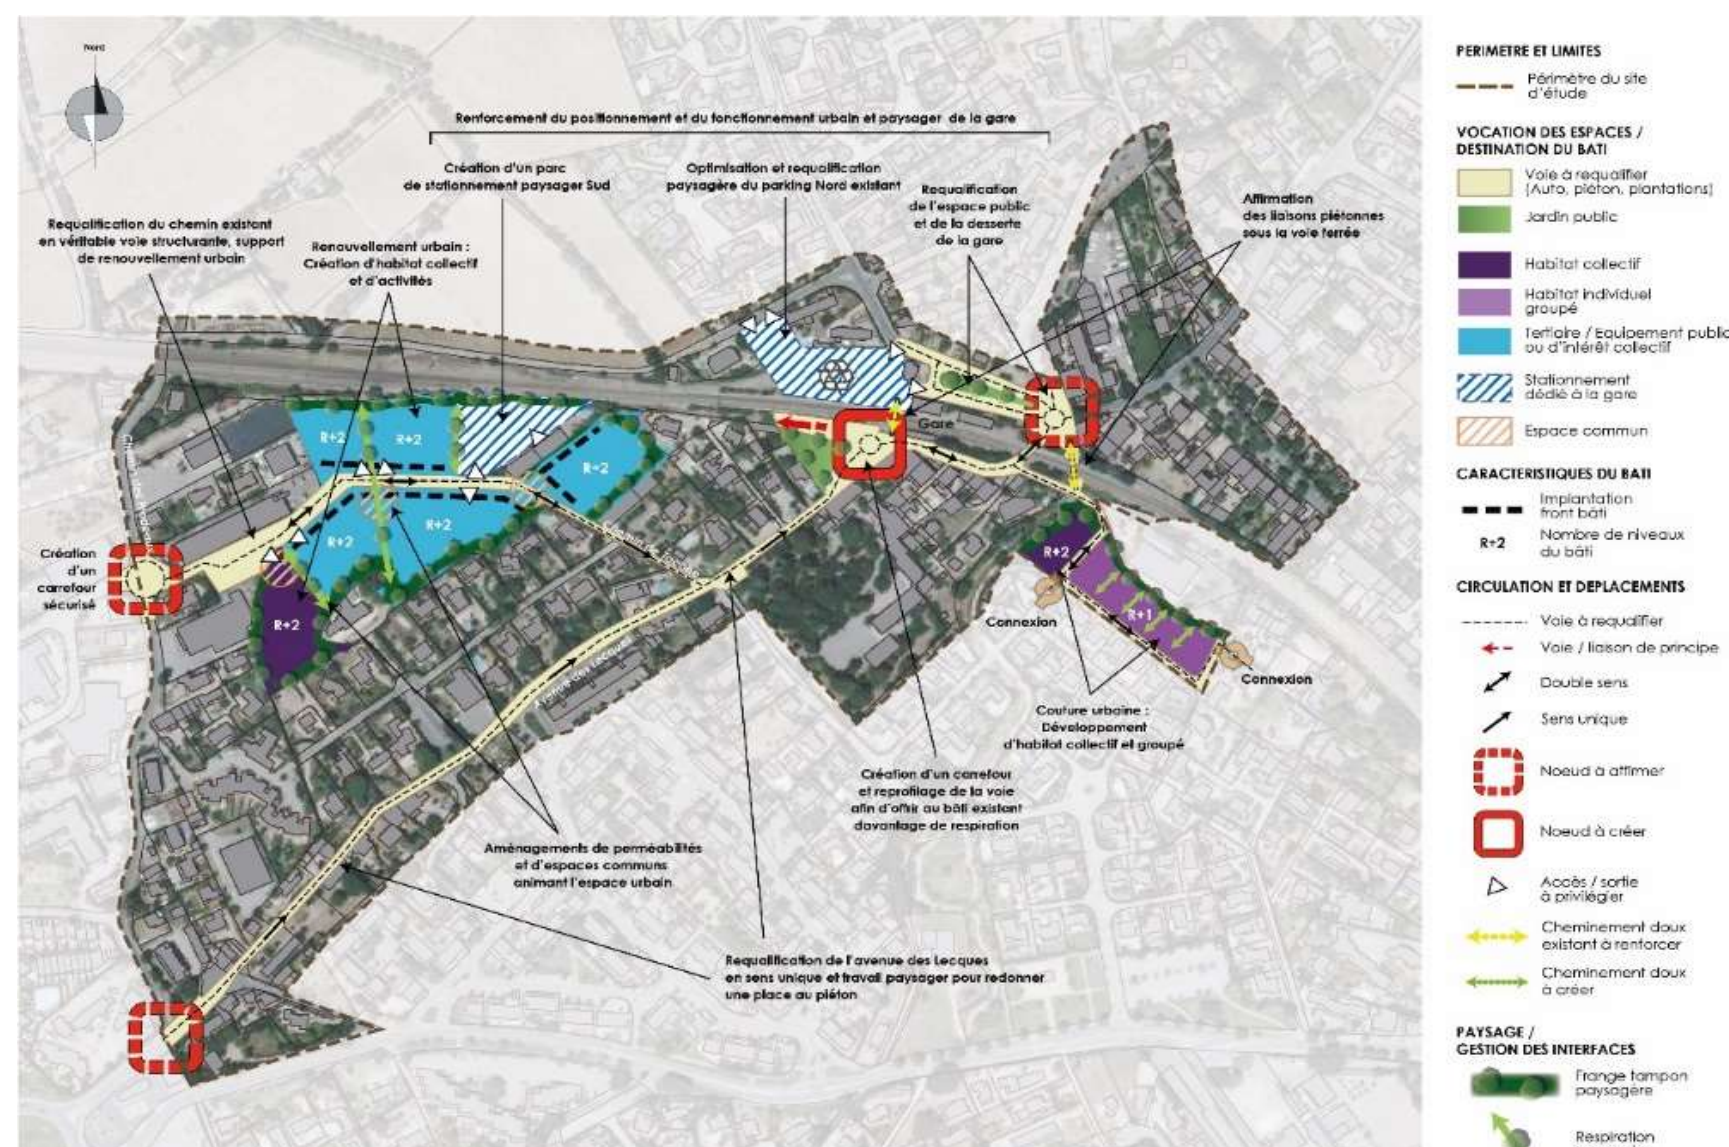 Nord
Renforcement du positionnement et du fonctionnement urbain et paysager de la gare
Création d'un parc
de stationnement paysager Sud
Optimisation et requalification
paysagère du parking Nord existant
Requalification
de l'espace public
et de la desserte
de la gare
Affirmation
des liaisons piétonnes
sous la voie ferrée
Requalification du chemin existant
en véritable voie structurante, support
de renouvellement urbain
Renouvellement urbain :
Création d'habitat collectif
et d'activités
R+2
R+2
R+2
R+2
R+2
R+2
Gare
Création
d'un
carrefour
sécurisé
Avenue des Lecques
R+2
R+1
Connexion
Connexion
Couture urbaine :
Développement
d'habitat collectif et groupé
Création d'un carrefour
et reprofilage de la voie
afin d'offrir au bâti existant
davantage de respiration
Aménagements de perméabilités
et d'espaces communs
animant l'espace urbain
Requalification de l'avenue des Lecques
en sens unique et travail paysager pour redonner
une place au piéton
PERIMETRE ET LIMITES
Périmètre du site
d'étude
VOCATION DES ESPACES /
DESTINATION DU BATI
Voie à requalifier
(Auto, piéton, plantations)
Jardin public
Habitat collectif
Habitat individuel
groupé
Tertiaire / Equipement public
ou d'intérêt collectif
Stationnement
dédié à la gare
Espace commun
CARACTERISTIQUES DU BATI
Implantation
front bâti
R+2
Nombre de niveaux
du bâti
CIRCULATION ET DEPLACEMENTS
Voie à requalifier
Voie / liaison de principe
Double sens
Sens unique
Noeud à affirmer
Noeud à créer
Accès / sortie
à privilégier
Cheminement doux
existant à renforcer
Cheminement doux
à créer
PAYSAGE /
GESTION DES INTERFACES
Frange tampon
paysagère
Respiration